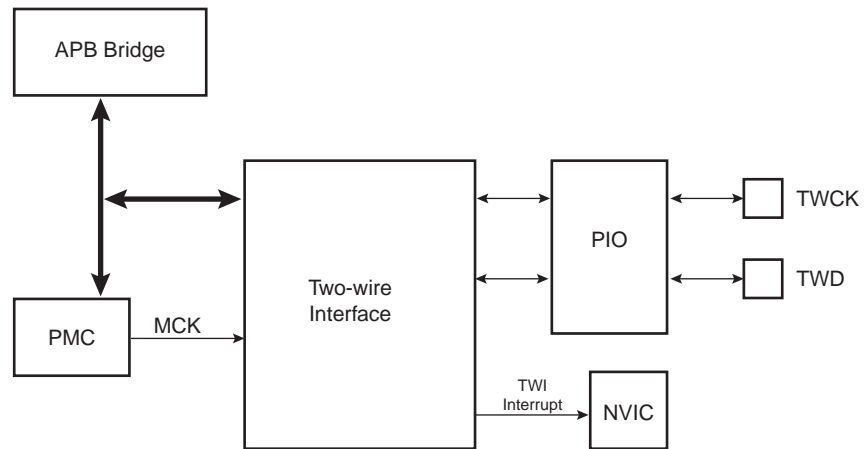 APB Bridge
TWCK
PIO
Two-wire
Interface
TWD
MCK
PMC
TWI
Interrupt
NVIC